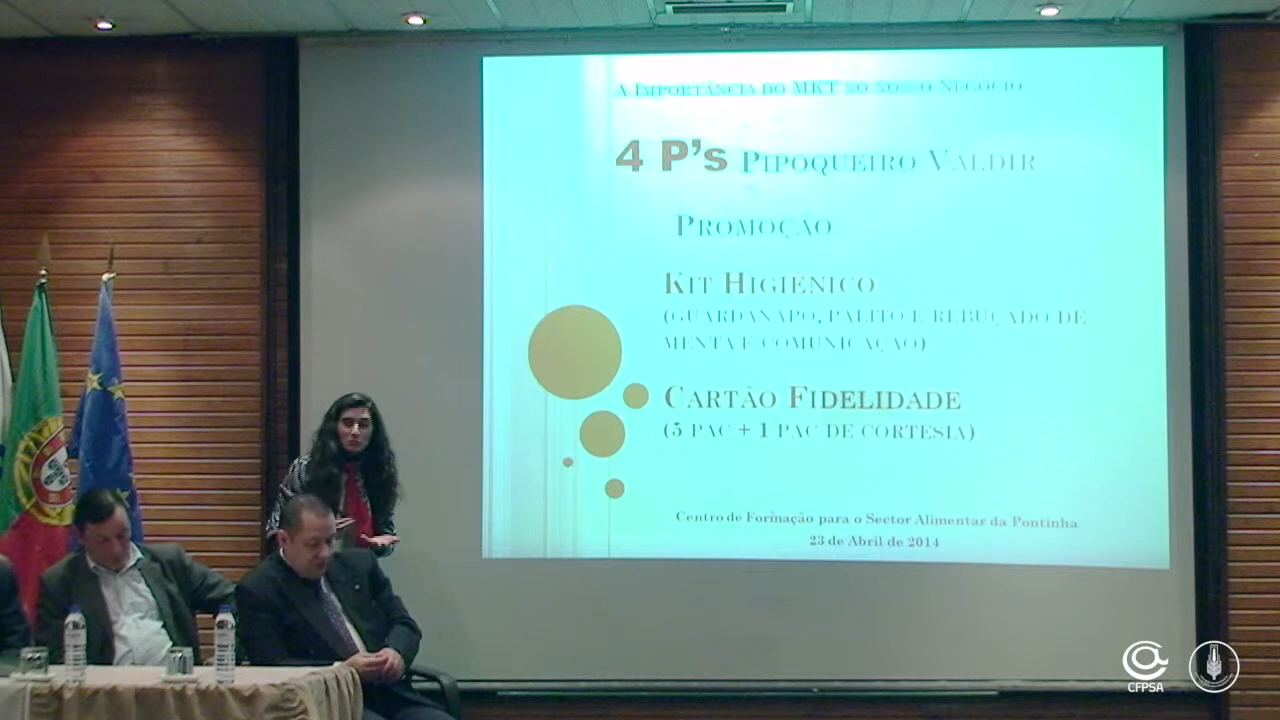 A Importância do MKT no nosso Negócio
4 P's Pipoqueiro Valdir
Promoção
Kit Higiénico
(guardanapo, palito e rebuçado de
menta e comunicação)
Cartão Fidelidade
(5 pac + 1 pac de cortesia)
Centro de Formação para o Sector Alimentar da Pontinha
23 de Abril de 2014
CFPSA